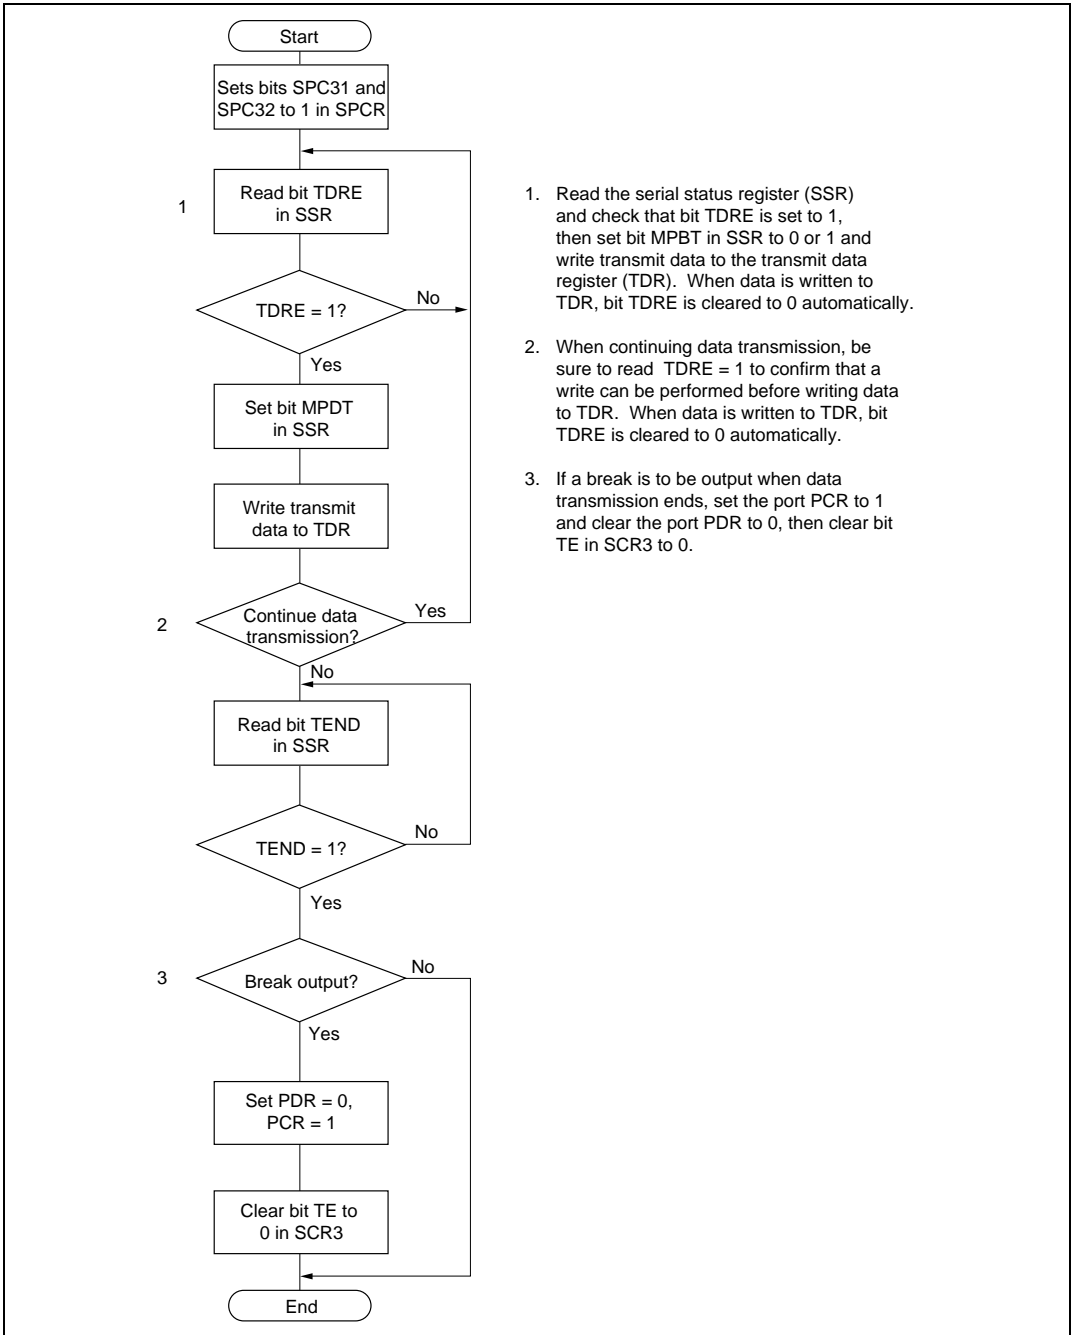 Start
Sets bits SPC31 and
SPC32 to 1 in SPCR
1
Read bit TDRE
in SSR
TDRE = 1?
No
Yes
Set bit MPDT
in SSR
Write transmit
data to TDR
2
Continue data
transmission?
Yes
No
Read bit TEND
in SSR
TEND = 1?
No
Yes
3
Break output?
No
Yes
Set PDR = 0,
PCR = 1
Clear bit TE to
0 in SCR3
End
1. Read the serial status register (SSR)
and check that bit TDRE is set to 1,
then set bit MPBT in SSR to 0 or 1 and
write transmit data to the transmit data
register (TDR). When data is written to
TDR, bit TDRE is cleared to 0 automatically.
2. When continuing data transmission, be
sure to read TDRE = 1 to confirm that a
write can be performed before writing data
to TDR. When data is written to TDR, bit
TDRE is cleared to 0 automatically.
3. If a break is to be output when data
transmission ends, set the port PCR to 1
and clear the port PDR to 0, then clear bit
TE in SCR3 to 0.